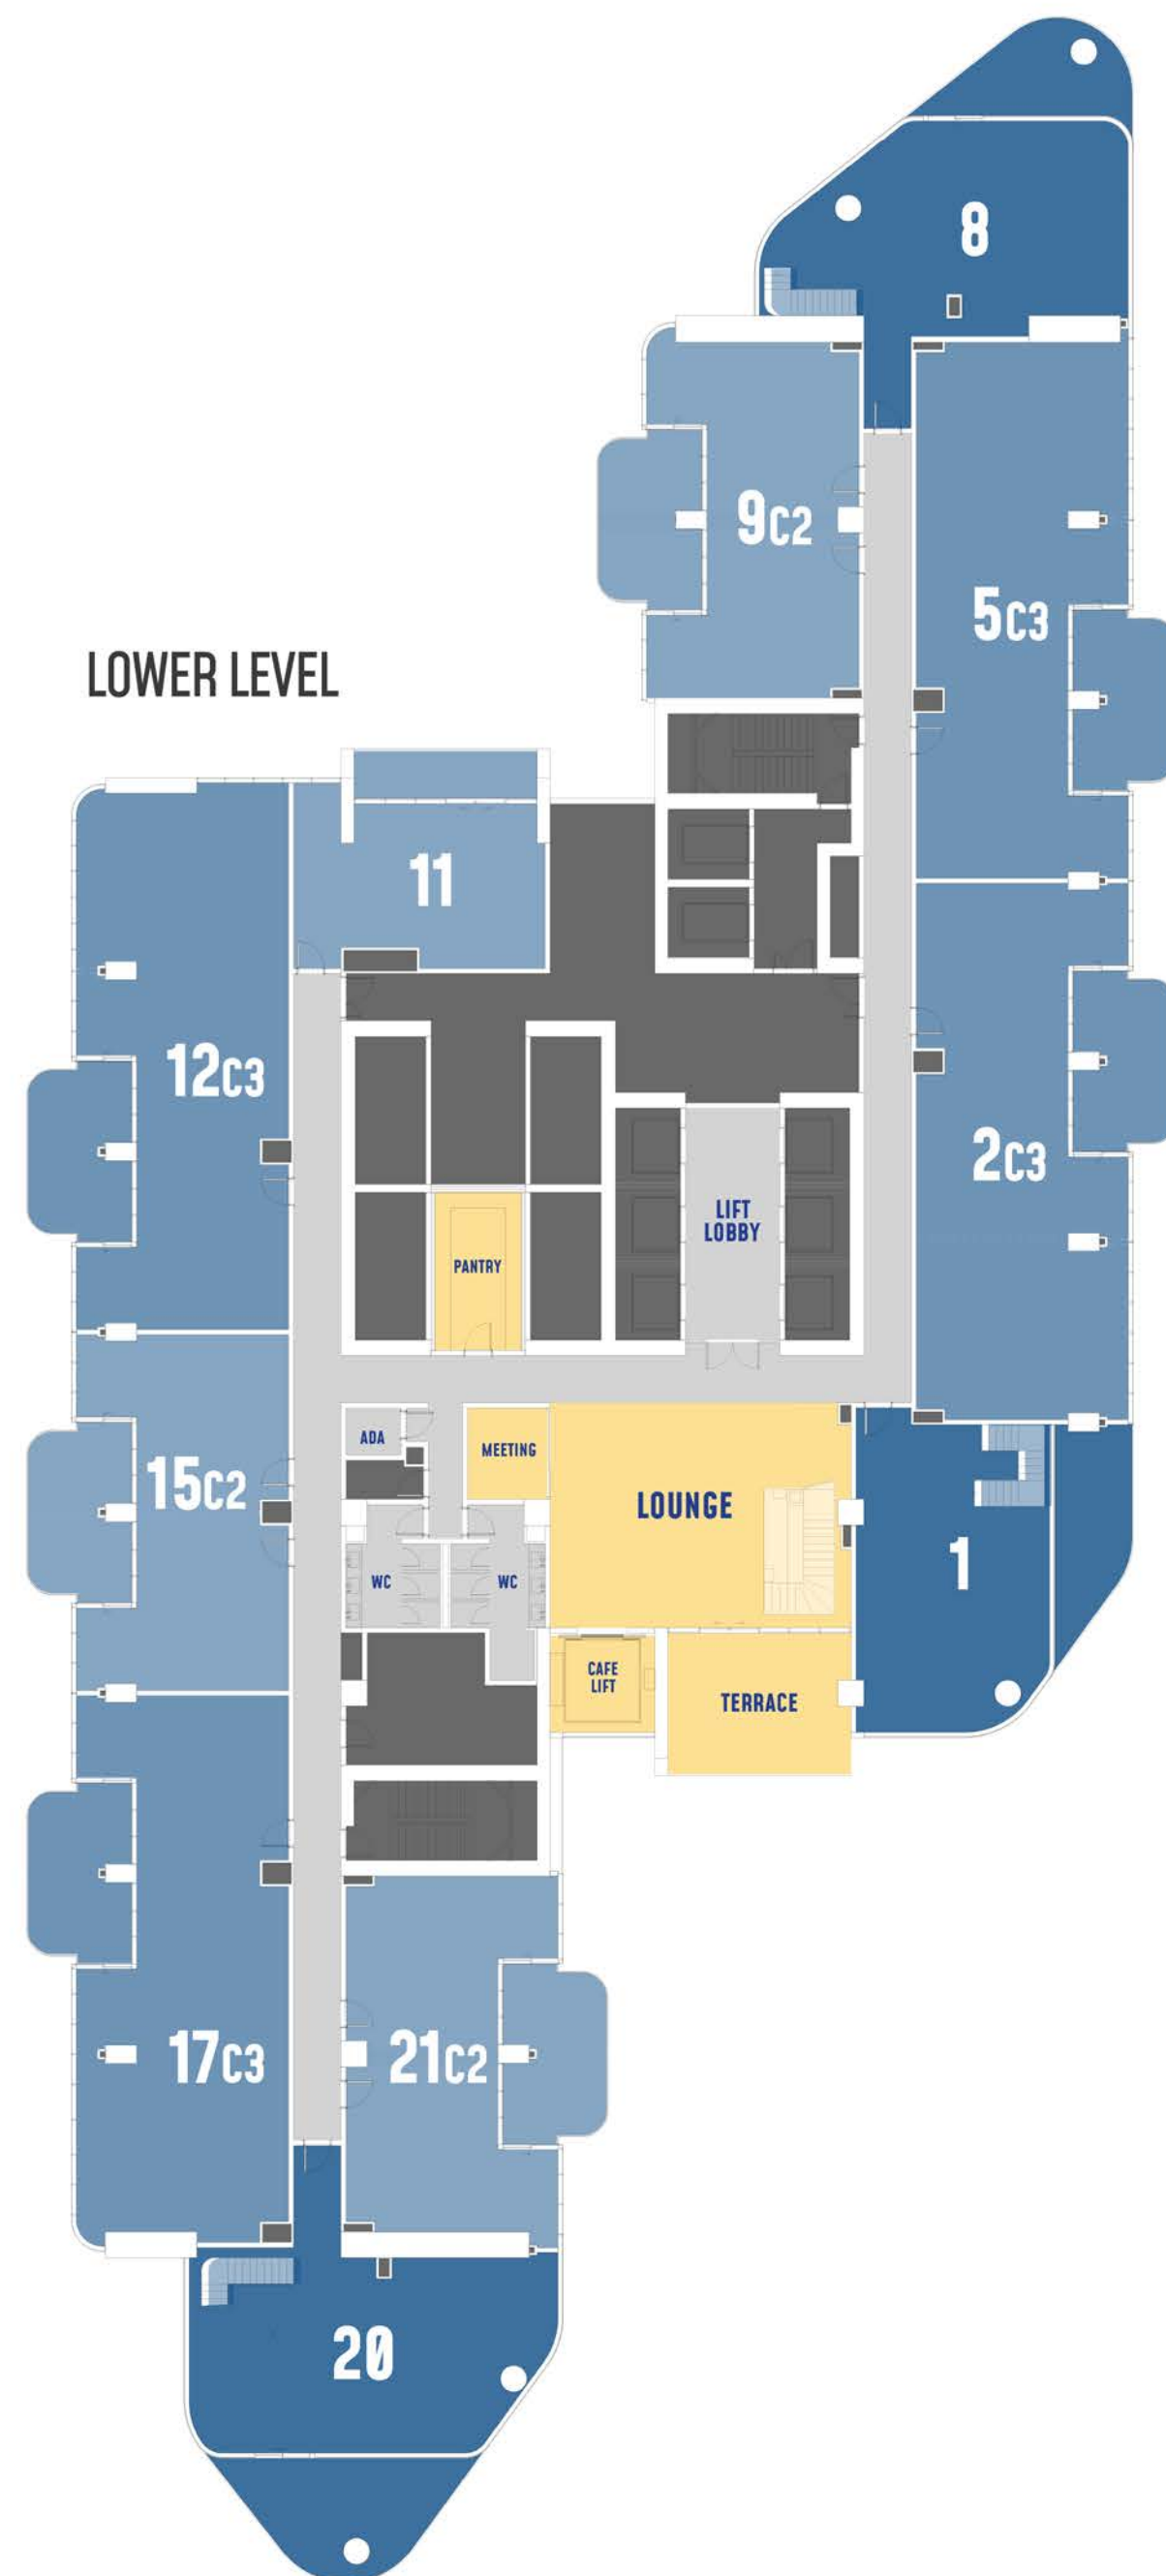 8
9C2
5C3
LOWER LEVEL
11
12C3
2C3
LIFT
LOBBY
PANTRY
ADA
MEETING
15C2
LOUNGE
1
WC
WC
CAFE
LIFT
TERRACE
17C3
21C2
20